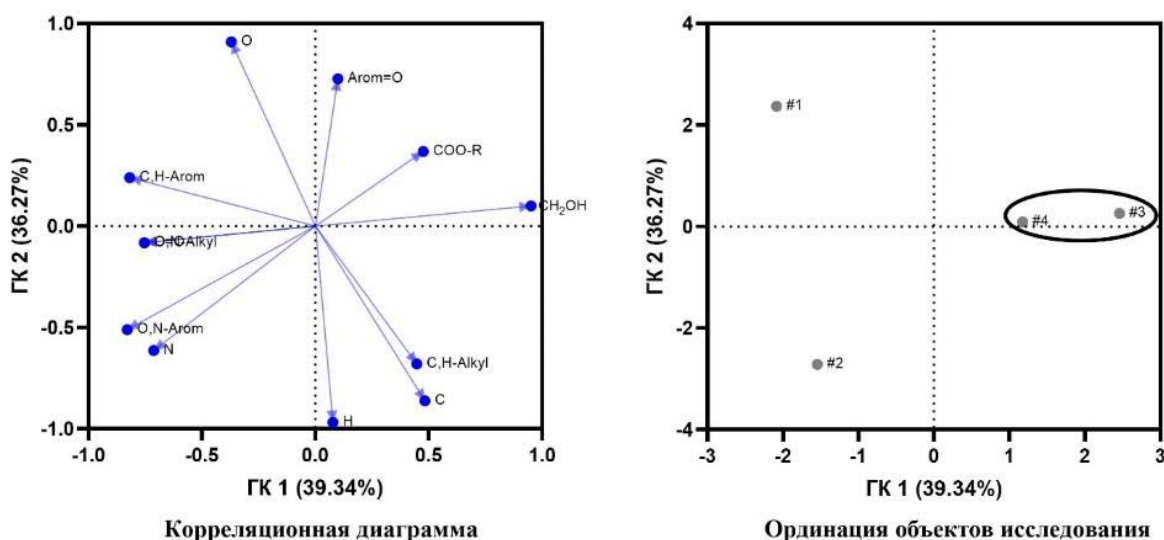 1.0
0.5
0.0
-0.5
-1.0
-1.0
-0.5
0.0
0.5
1.0
ГК 2 (36.27%)
ГК 1 (39.34%)
O
Arom=O
COO-R
C,H-Arom
CH₂OH
O,N-Arom
N
C,H-Alkyl
C
H
Корреляционная диаграмма
4
2
0
-2
-4
-3
-2
-1
0
1
2
3
ГК 2 (36.27%)
ГК 1 (39.34%)
#1
#3
#4
#2
Ординация объектов исследования